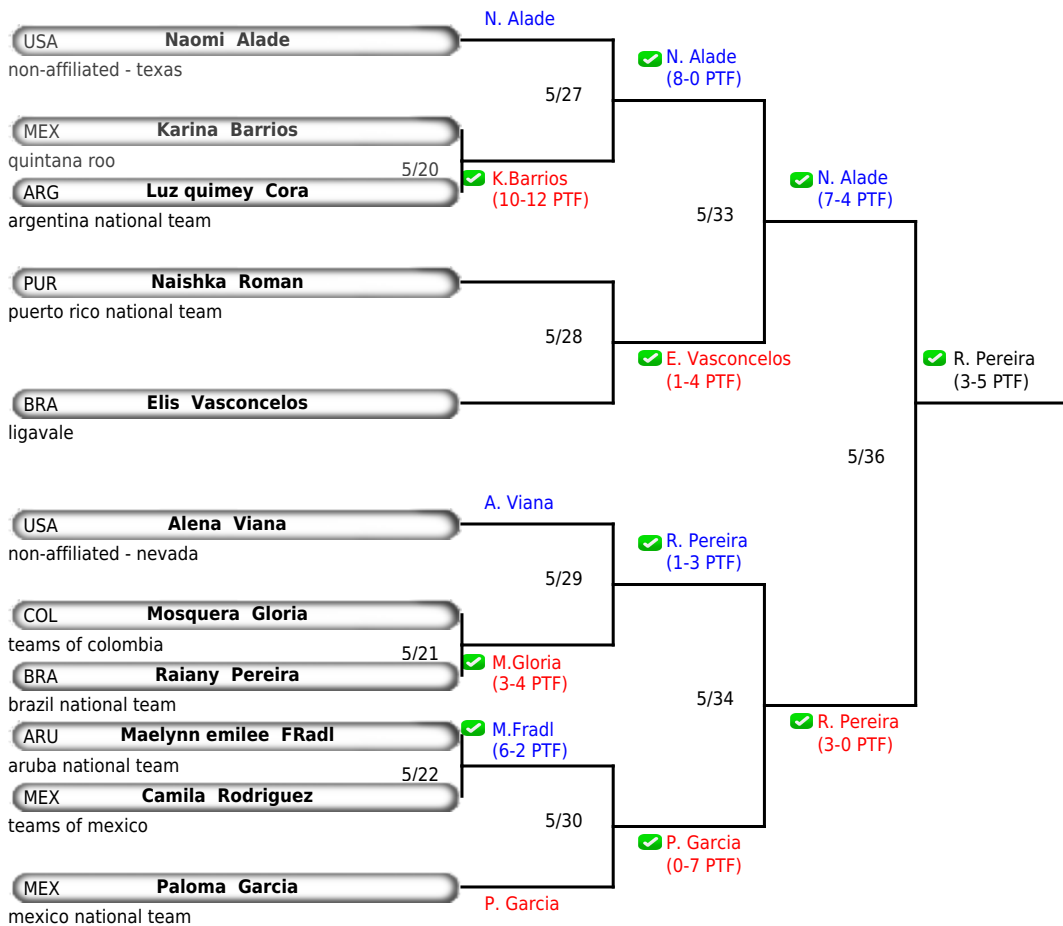 N. Alade
USA Naomi Alade
non-affiliated - texas
N. Alade
(8-0 PTF)
5/27
MEX Karina Barrios
quintana roo
5/20
K.Barrios
(10-12 PTF)
ARG Luz quimey Cora
argentina national team
N. Alade
(7-4 PTF)
5/33
PUR Naishka Roman
puerto rico national team
5/28
E. Vasconcelos
(1-4 PTF)
BRA Elis Vasconcelos
ligavale
R. Pereira
(3-5 PTF)
5/36
A. Viana
USA Alena Viana
non-affiliated - nevada
R. Pereira
(1-3 PTF)
5/29
COL Mosquera Gloria
teams of colombia
5/21
M.Gloria
(3-4 PTF)
BRA Raiany Pereira
brazil national team
5/34
R. Pereira
(3-0 PTF)
ARU Maelynn emilee FRadl
aruba national team
M.Fradl
(6-2 PTF)
5/22
MEX Camila Rodriguez
teams of mexico
5/30
P. Garcia
(0-7 PTF)
MEX Paloma Garcia
mexico national team
P. Garcia